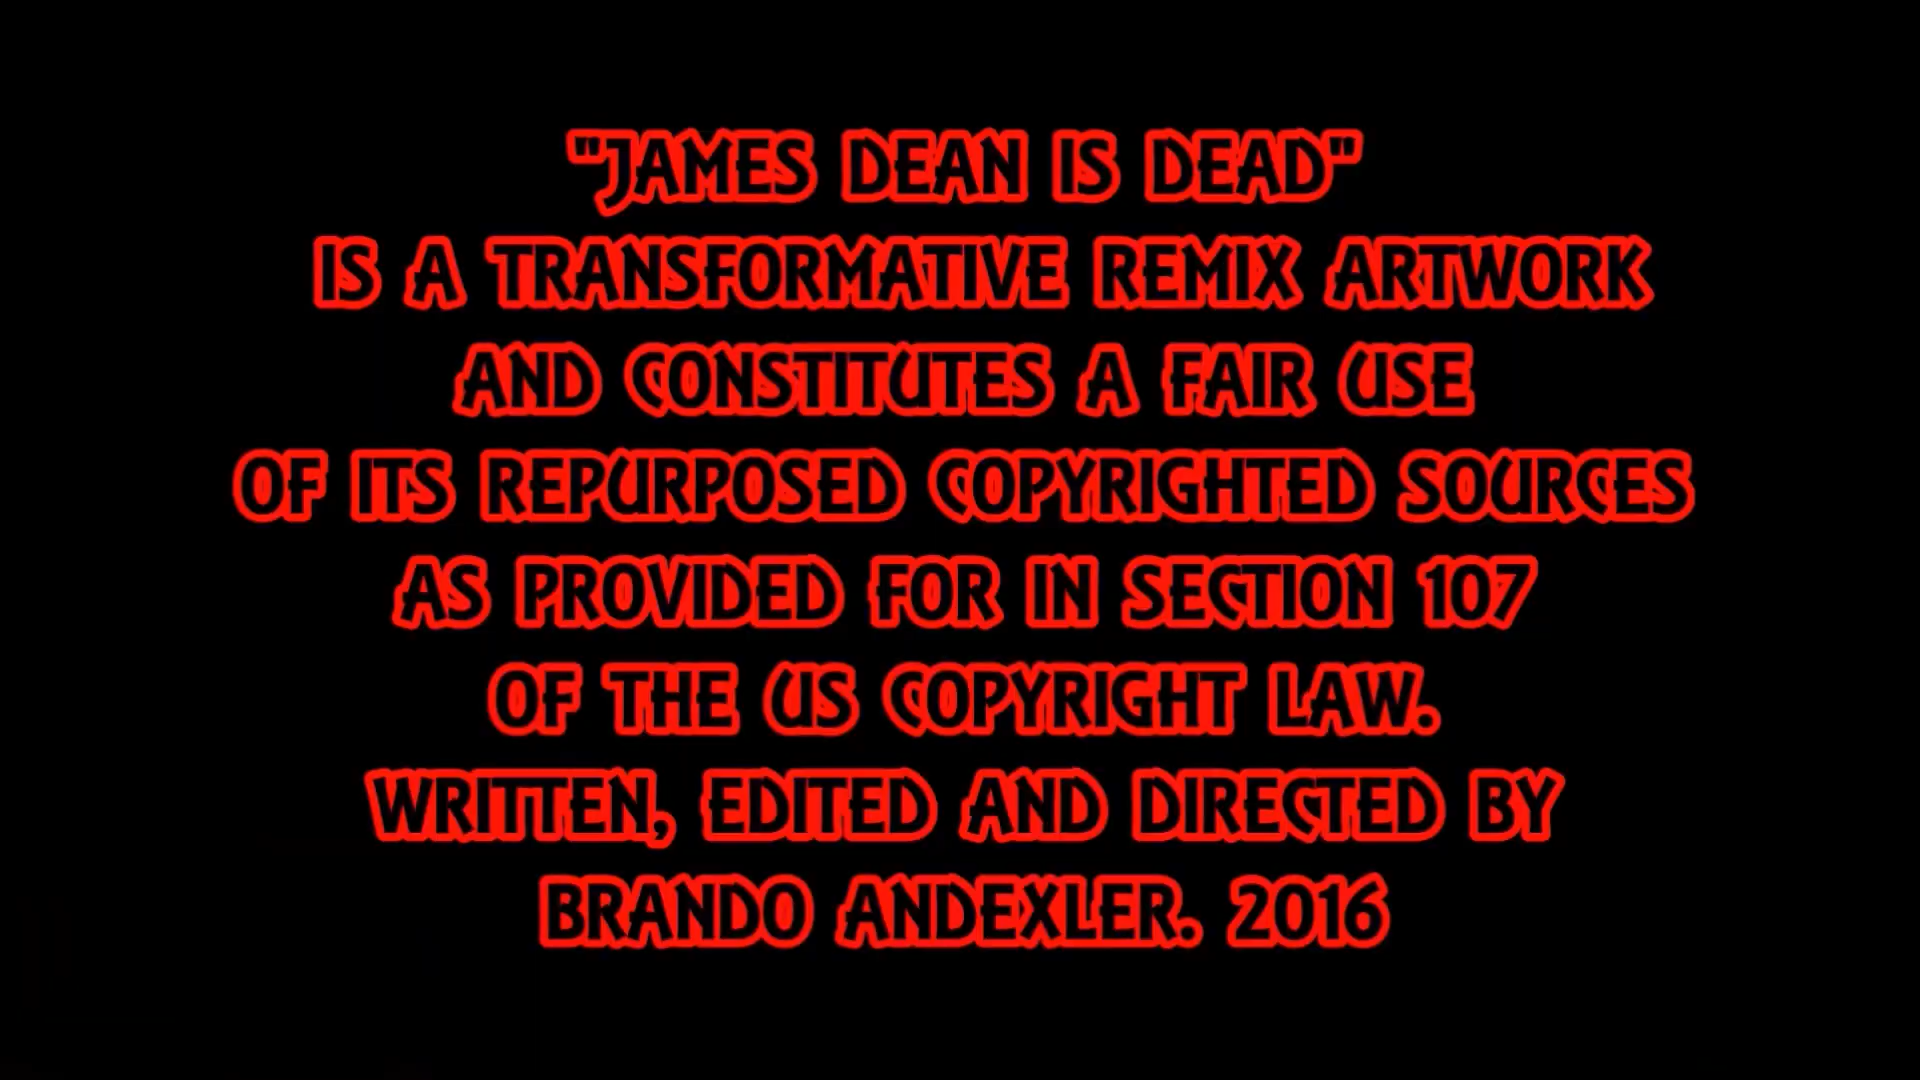 "JAMES DEAN IS DEAD"
IS A TRANSFORMATIVE REMIX ARTWORK
AND CONSTITUTES A FAIR USE
OF ITS REPURPOSED COPYRIGHTED SOURCES
AS PROVIDED FOR IN SECTION 107
OF THE US COPYRIGHT LAW.
WRITTEN, EDITED AND DIRECTED BY
BRANDO ANDEXLER. 2016